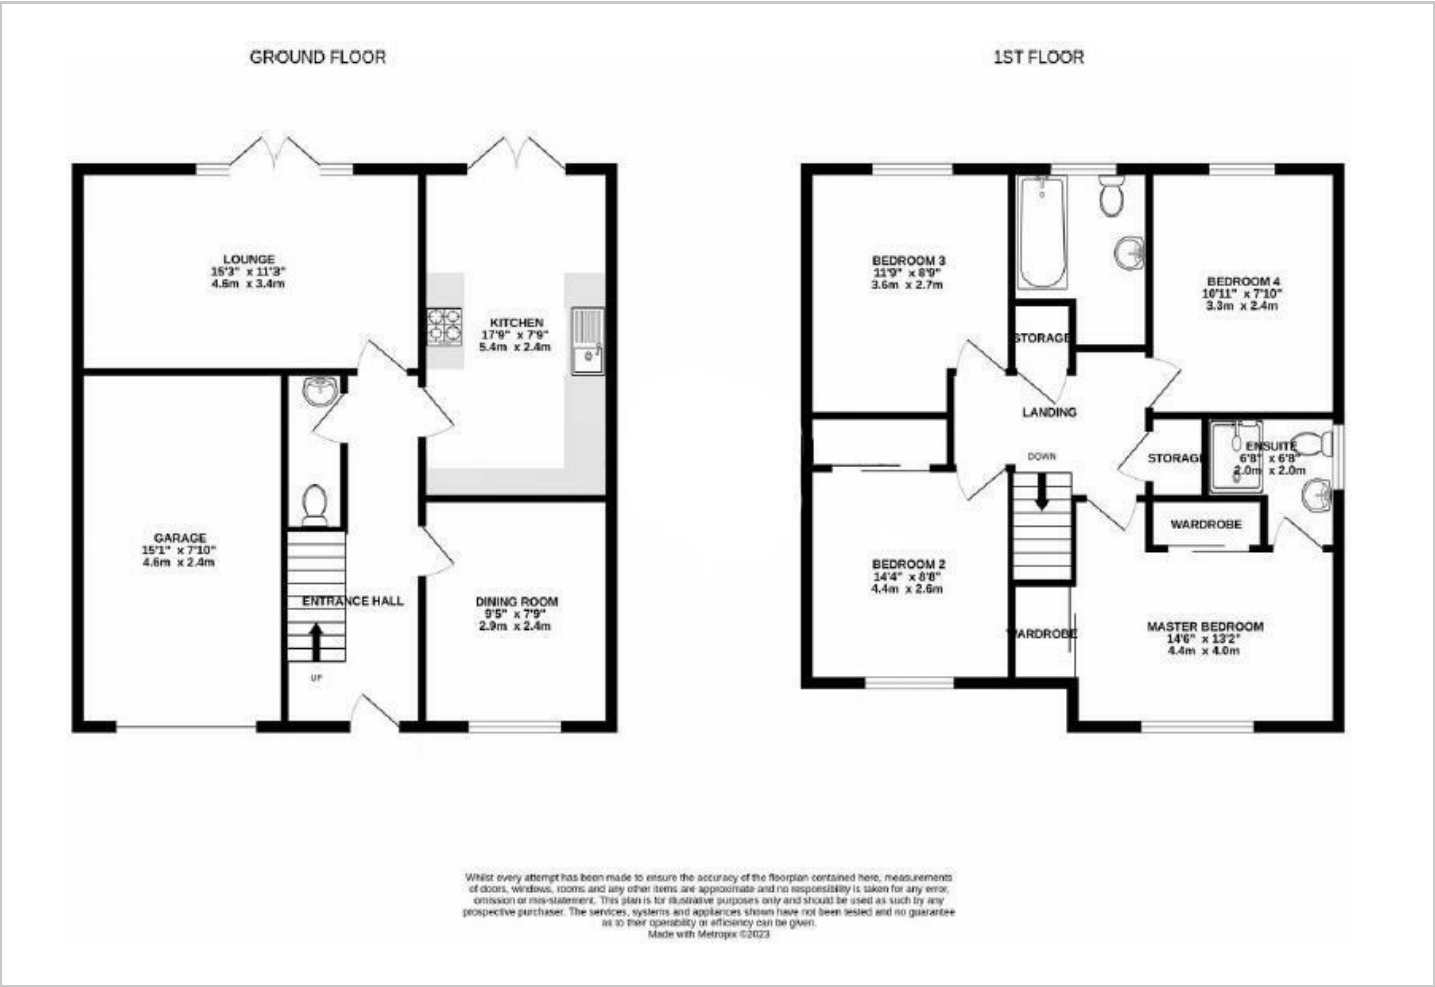 GROUND FLOOR
1ST FLOOR
LOUNGE
15'3" x 11'3"
4.6m x 3.4m
KITCHEN
17'9" x 7'9"
5.4m x 2.4m
GARAGE
15'1" x 7'10"
4.6m x 2.4m
ENTRANCE HALL
UP
DINING ROOM
9'5" x 7'9"
2.9m x 2.4m
BEDROOM 3
11'9" x 8'9"
3.6m x 2.7m
BEDROOM 4
10'11" x 7'10"
3.3m x 2.4m
STORAGE
LANDING
DOWN
STORAGE
ENSUITE
6'8" x 6'8"
2.0m x 2.0m
WARDROBE
BEDROOM 2
14'4" x 8'8"
4.4m x 2.6m
WARDROBE
MASTER BEDROOM
14'6" x 13'2"
4.4m x 4.0m
Whilst every attempt has been made to ensure the accuracy of the floorplan contained here, measurements
of doors, windows, rooms and any other items are approximate and no responsibility is taken for any error,
omission or mis-statement. This plan is for illustrative purposes only and should be used as such by any
prospective purchaser. The services, systems and appliances shown have not been tested and no guarantee
as to their operability or efficiency can be given.
Made with Metropix ©2023